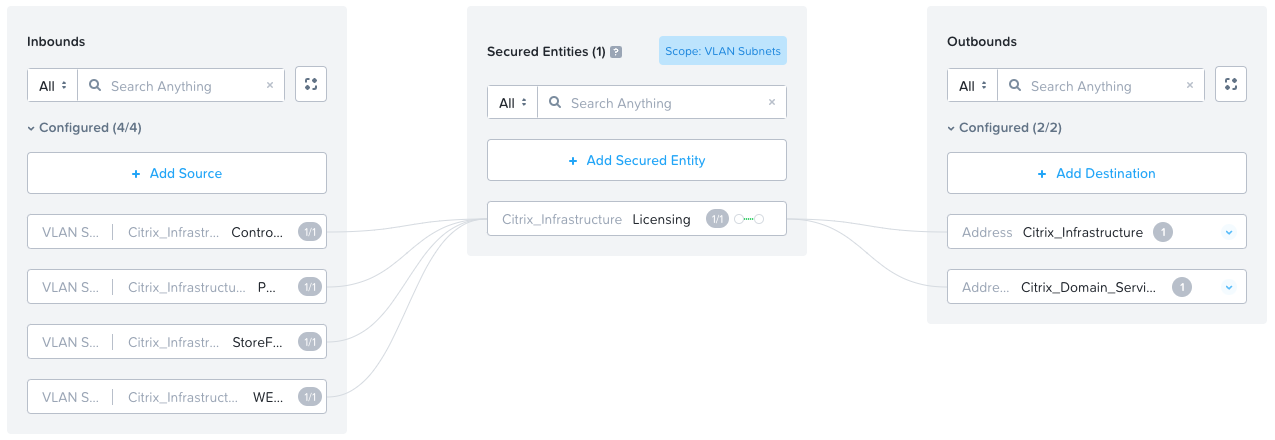 Inbounds
All
Search Anything
×
Configured (4/4)
+ Add Source
VLAN S... | Citrix_Infrastr... Contro... 1/1
VLAN S... | Citrix_Infrastructu... P... 1/1
VLAN S... | Citrix_Infrastr... StoreF... 1/1
VLAN S... | Citrix_Infrastruct... WE... 1/1
Secured Entities (1) ?
Scope: VLAN Subnets
All
Search Anything
×
+ Add Secured Entity
Citrix_Infrastructure Licensing 1/1
Outbounds
All
Search Anything
×
Configured (2/2)
+ Add Destination
Address Citrix_Infrastructure 1
Addre... Citrix_Domain_Servi... 1